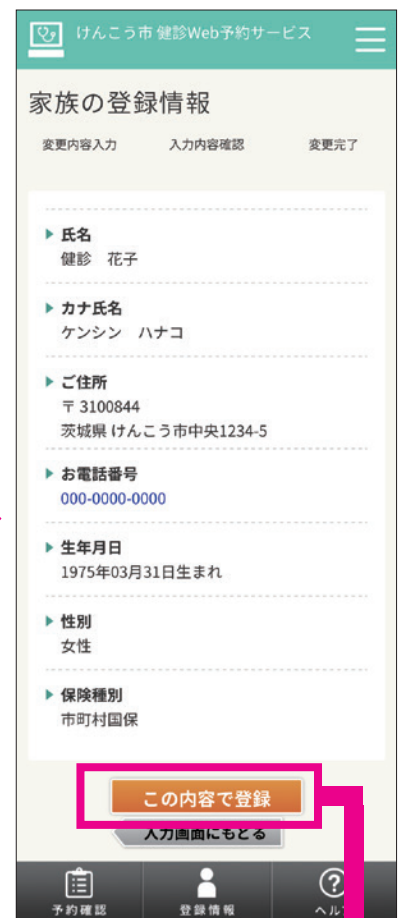 けんこう市 健診Web予約サービス
家族の登録情報
変更内容入力 入力内容確認 変更完了
氏名
健診 花子
カナ氏名
ケンシン ハナコ
ご住所
〒3100844
茨城県 けんこう市中央1234-5
お電話番号
000-0000-0000
生年月日
1975年03月31日生まれ
性別
女性
保険種別
市町村国保
この内容で登録
入力画面にもどる
予約確認 登録情報 ヘル